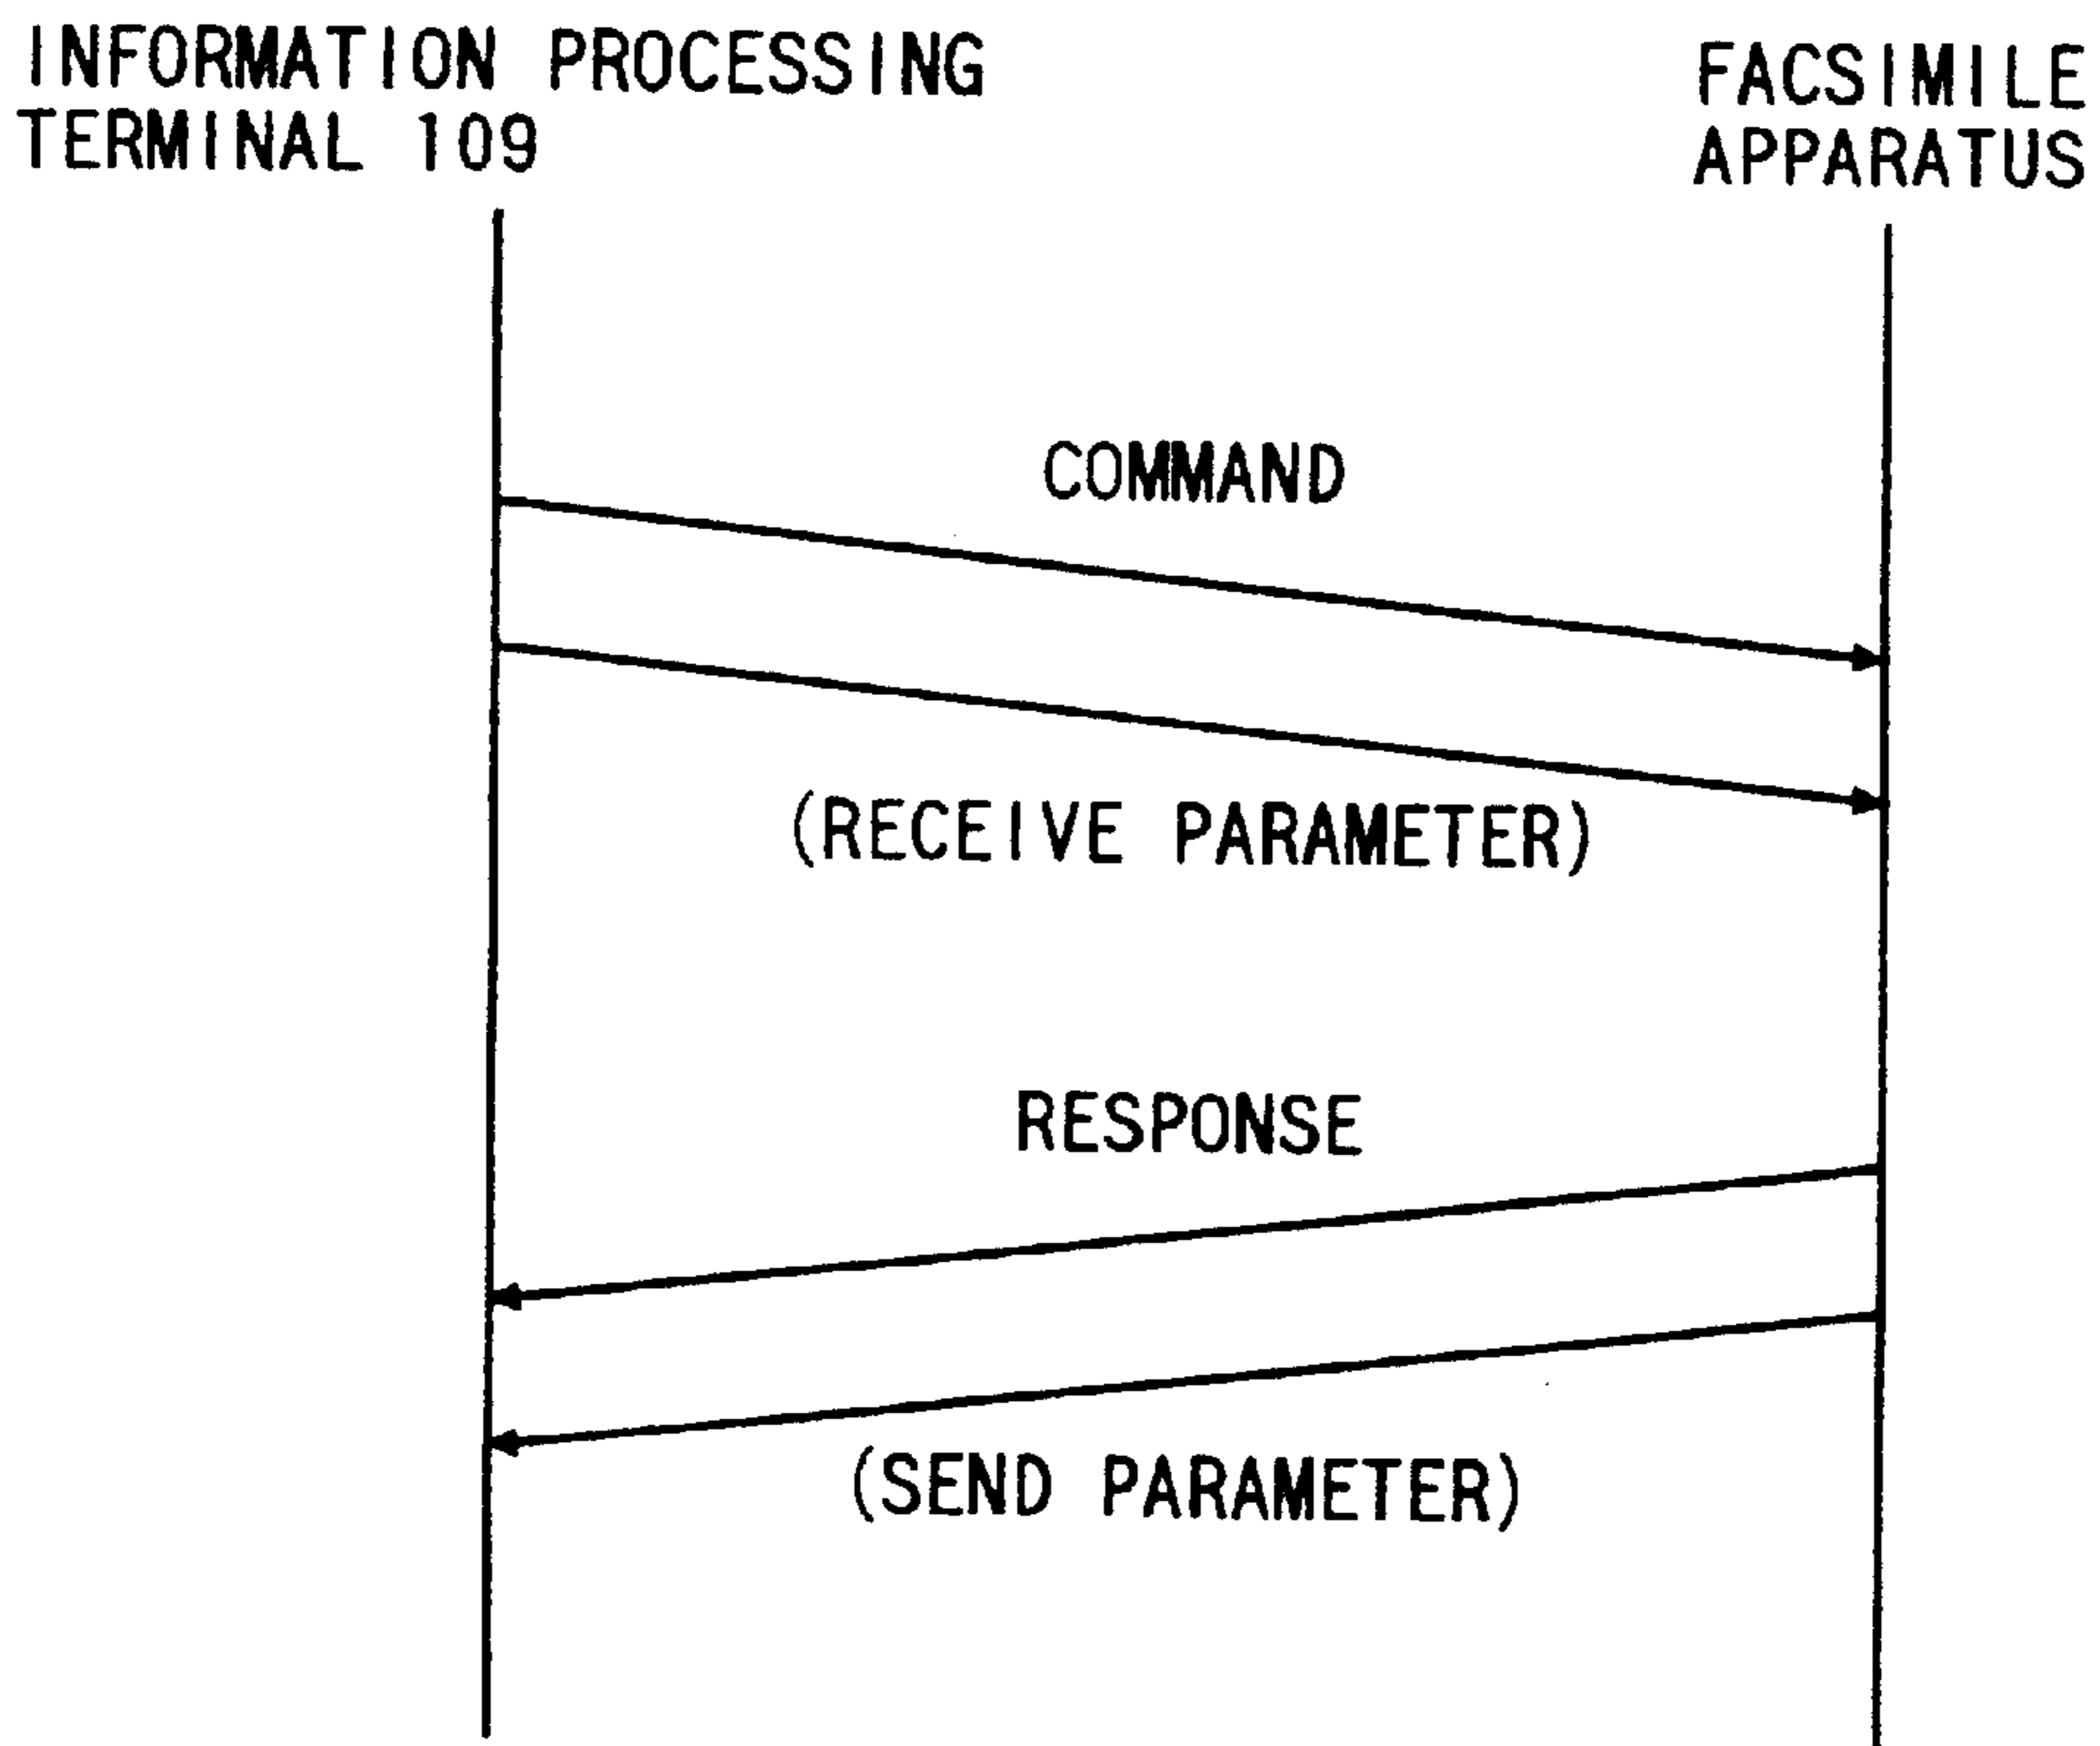 INFORMATION PROCESSING
TERMINAL 109
FACSIMILE
APPARATUS
COMMAND
(RECEIVE PARAMETER)
RESPONSE
(SEND PARAMETER)